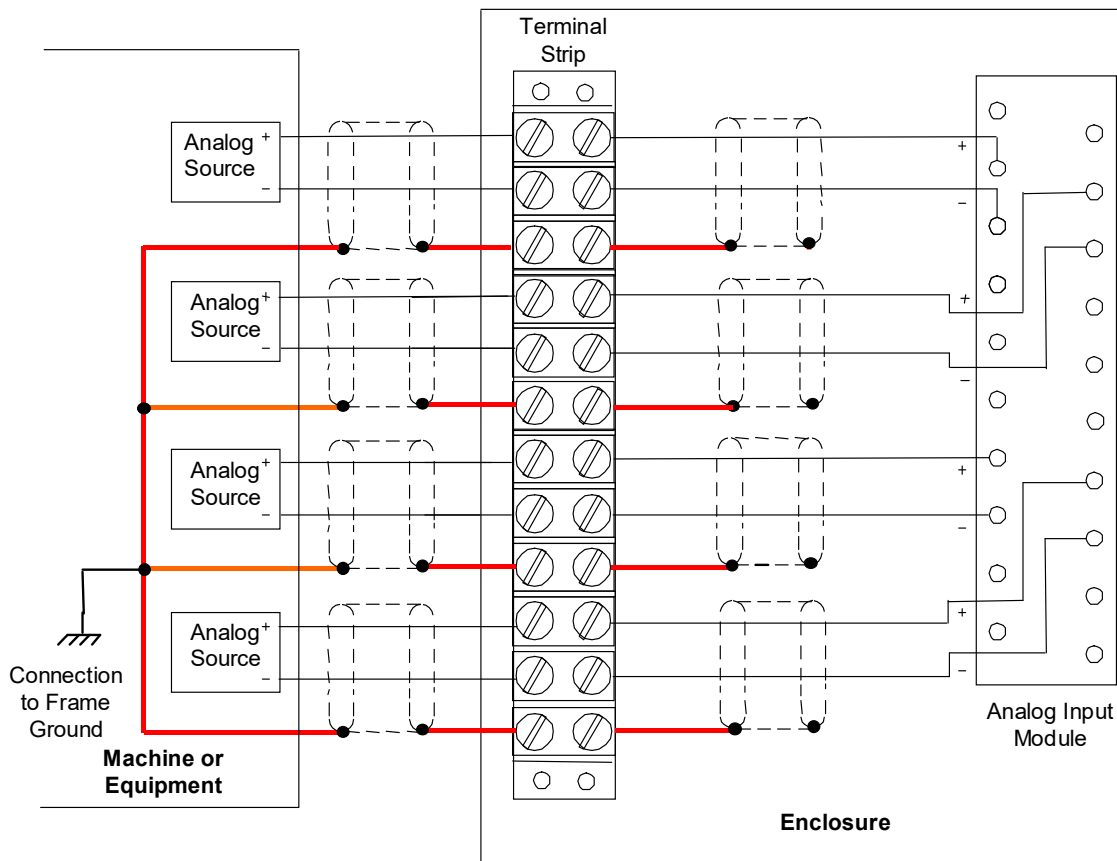 Terminal
Strip
Analog
Source
+
−
+
−
Analog
Source
+
−
+
−
Analog
Source
+
−
+
−
Analog
Source
+
−
+
−
Connection
to Frame
Ground
Machine or
Equipment
Analog Input
Module
Enclosure